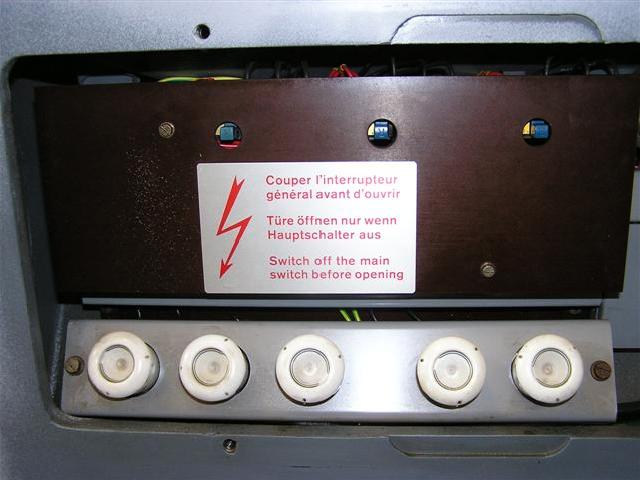 Couper l'interrupteur
général avant d'ouvrir
Türe öffnen nur wenn
Hauptschalter aus
Switch off the main
switch before opening